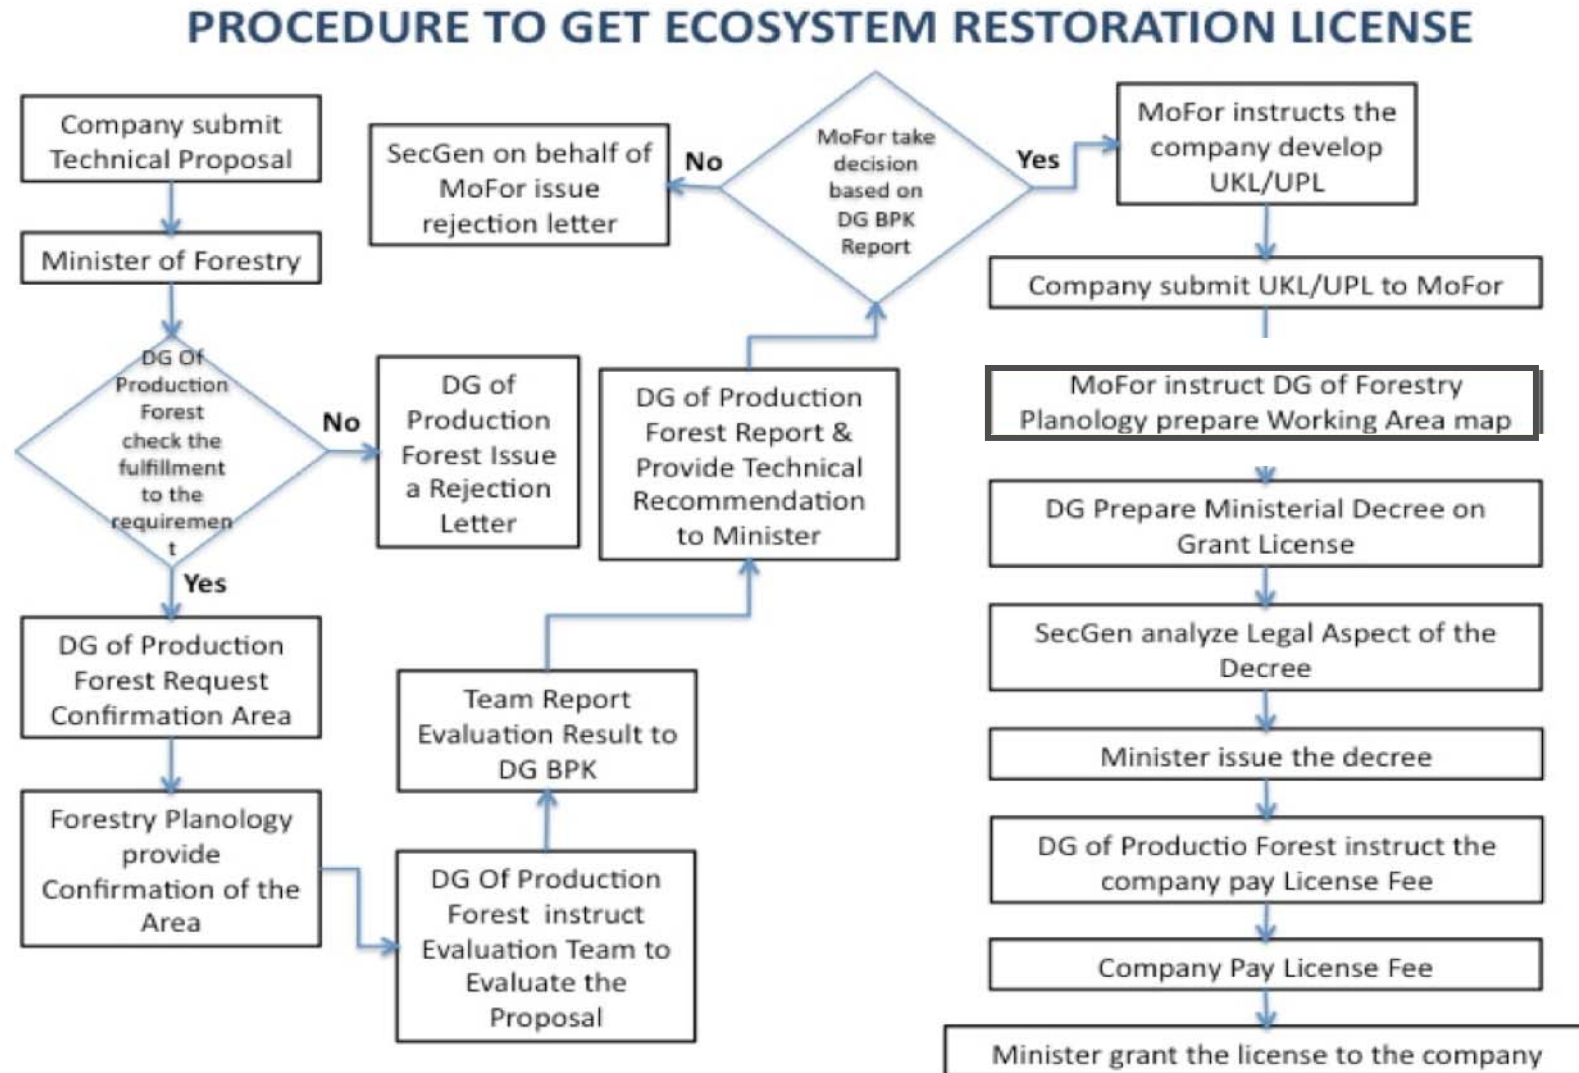 PROCEDURE TO GET ECOSYSTEM RESTORATION LICENSE
Company submit
Technical Proposal
Minister of Forestry
DG Of
Production
Forest
check the
fulfillment
to the
requiremen
t
No
DG of
Production
Forest Issue
a Rejection
Letter
Yes
DG of Production
Forest Request
Confirmation Area
Forestry Planology
provide
Confirmation of the
Area
DG Of Production
Forest instruct
Evaluation Team to
Evaluate the
Proposal
Team Report
Evaluation Result to
DG BPK
DG of Production
Forest Report &
Provide Technical
Recommendation
to Minister
MoFor take
decision
based on
DG BPK
Report
No
SecGen on behalf of
MoFor issue
rejection letter
Yes
MoFor instructs the
company develop
UKL/UPL
Company submit UKL/UPL to MoFor
MoFor instruct DG of Forestry
Planology prepare Working Area map
DG Prepare Ministerial Decree on
Grant License
SecGen analyze Legal Aspect of the
Decree
Minister issue the decree
DG of Productio Forest instruct the
company pay License Fee
Company Pay License Fee
Minister grant the license to the company